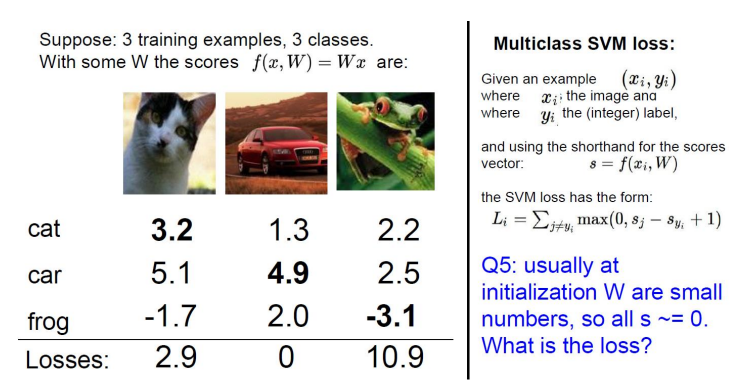 Suppose: 3 training examples, 3 classes.
With some W the scores f(x, W) = Wx are:
cat 3.2 1.3 2.2
car 5.1 4.9 2.5
frog -1.7 2.0 -3.1
Losses: 2.9 0 10.9
Multiclass SVM loss:
Given an example (x_i, y_i)
where x_i the image and
where y_i the (integer) label,
and using the shorthand for the scores
vector: s = f(x_i, W)
the SVM loss has the form:
L_i = ∑_{j≠y_i} max(0, s_j − s_{y_i} + 1)
Q5: usually at
initialization W are small
numbers, so all s ~= 0.
What is the loss?